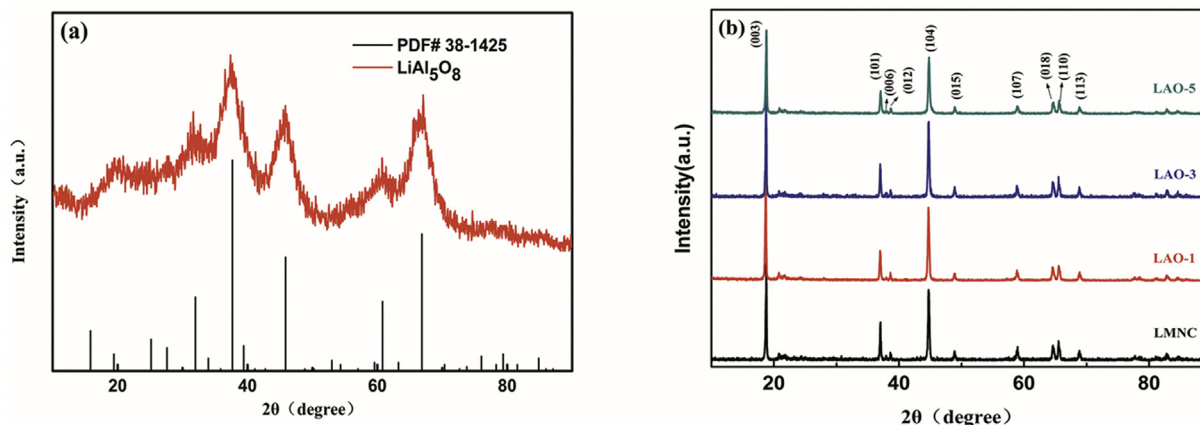 (a)
PDF# 38-1425
LiAl5O8
Intensity (a.u.)
20
40
60
80
2θ (degree)
(b)
(003)
(101)
(006)
(012)
(104)
(015)
(107)
(018)
(110)
(113)
LAO-5
LAO-3
LAO-1
LMNC
Intensity(a.u.)
20
40
60
80
2θ (degree)